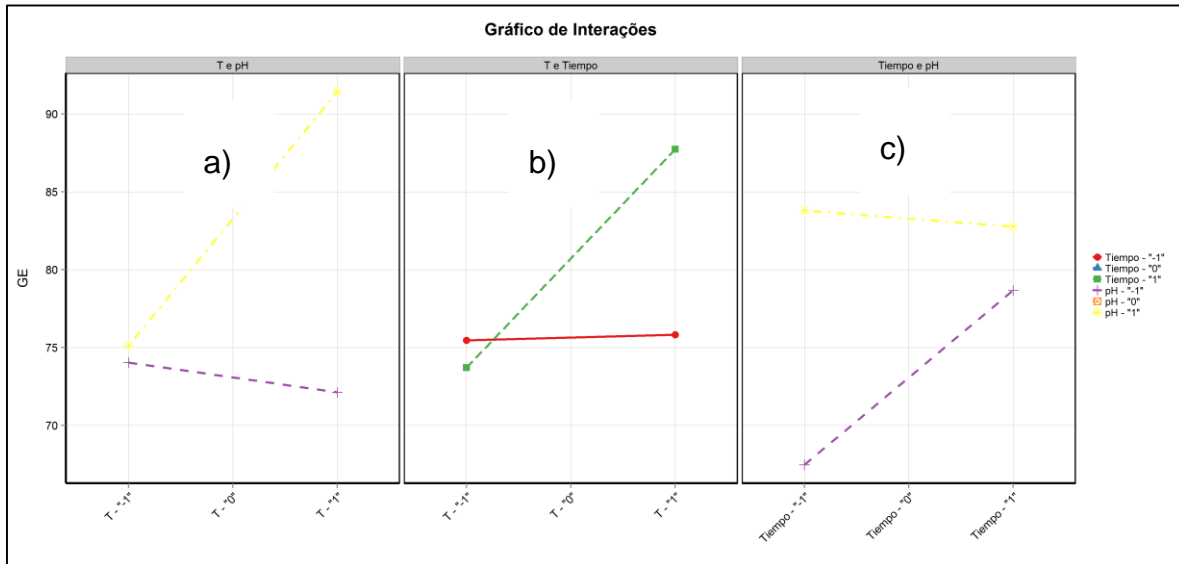 Gráfico de Interações
T e pH
T e Tiempo
Tiempo e pH
a)
b)
c)
GE
90
85
80
75
70
T - "-1"
T - "0"
T - "1"
T - "-1"
T - "0"
T - "1"
Tiempo - "-1"
Tiempo - "0"
Tiempo - "1"
Tiempo - "-1"
Tiempo - "0"
Tiempo - "1"
pH - "-1"
pH - "0"
pH - "1"